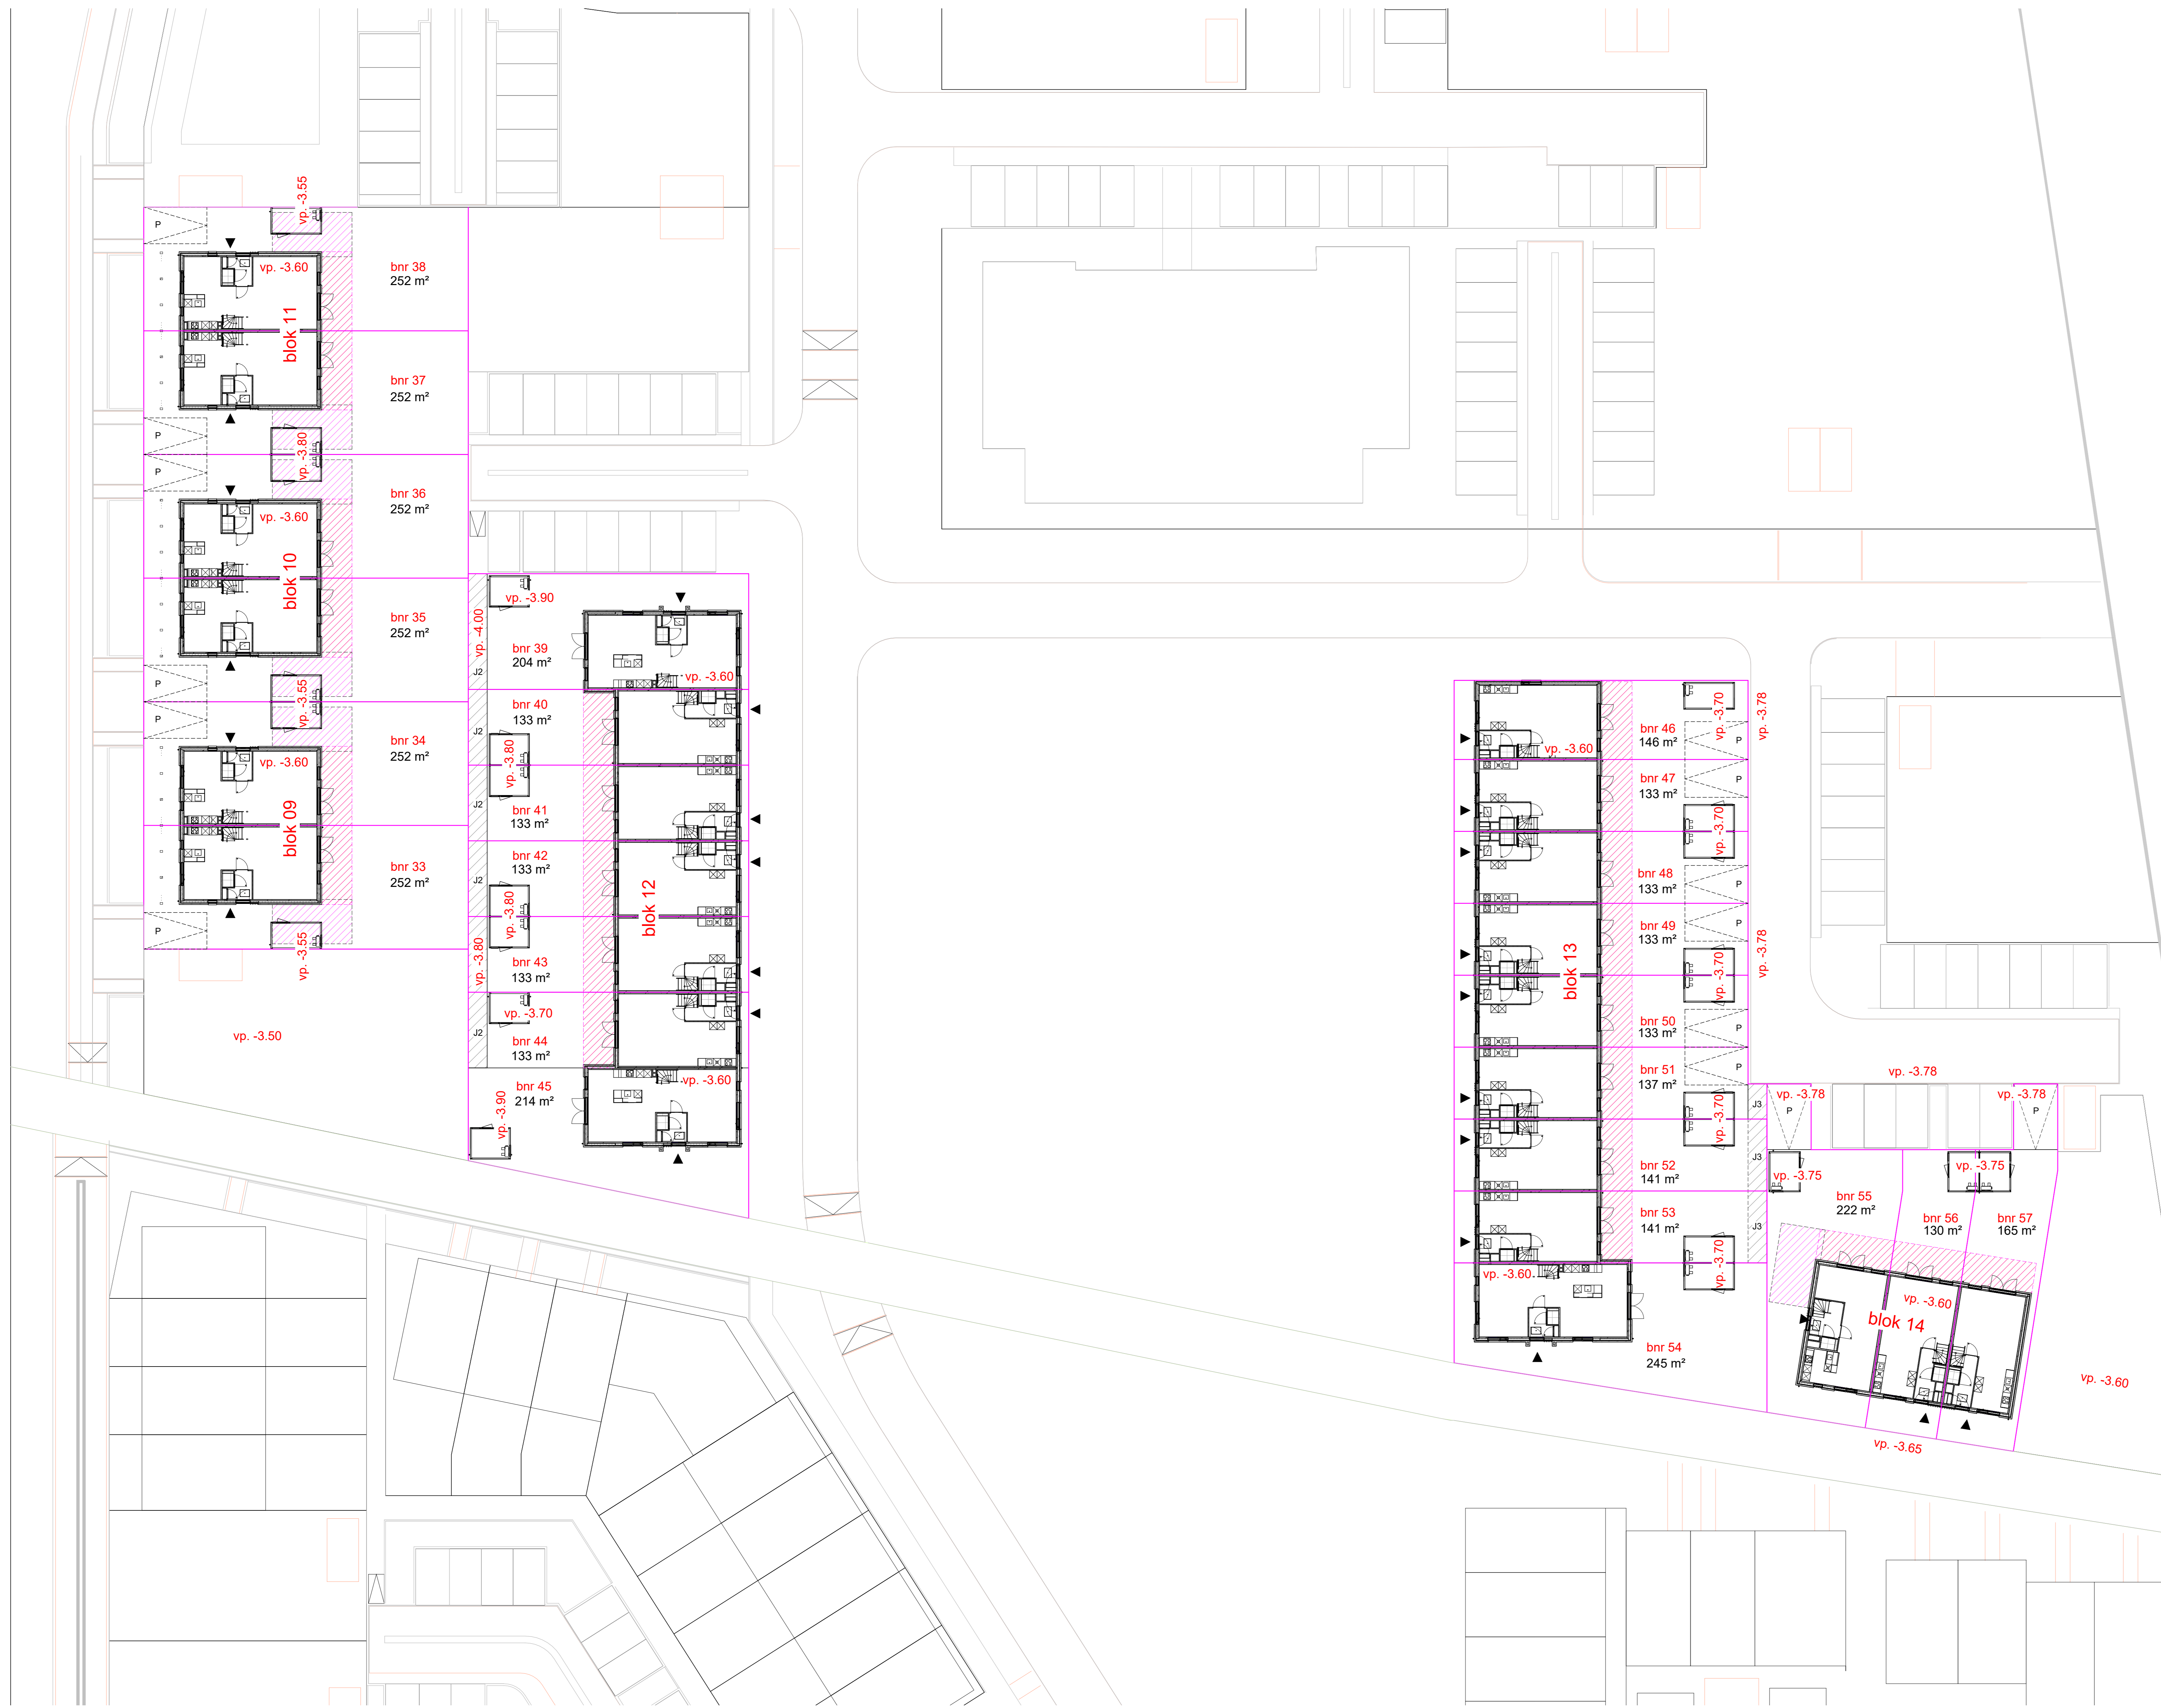 vp. -3.55
P
vp. -3.60
bnr 38
252 m²
blok 11
bnr 37
252 m²
P
vp. -3.80
P
bnr 36
252 m²
vp. -3.60
blok 10
bnr 35
252 m²
P
vp. -3.55
P
bnr 34
252 m²
vp. -3.60
blok 09
bnr 33
252 m²
P
vp. -3.55
vp. -3.50
vp. -3.90
vp. -4.00
bnr 39
204 m²
J2
vp. -3.60
bnr 40
133 m²
J2
vp. -3.80
J2
bnr 41
133 m²
bnr 42
133 m²
J2
vp. -3.80
blok 12
vp. -3.80
bnr 43
133 m²
vp. -3.70
J2
bnr 44
133 m²
vp. -3.60
bnr 45
214 m²
vp. -3.90
vp. -3.70
vp. -3.78
bnr 46
146 m²
P
vp. -3.60
bnr 47
133 m²
P
vp. -3.70
bnr 48
133 m²
P
bnr 49
133 m²
P
vp. -3.78
blok 13
vp. -3.70
bnr 50
133 m²
P
bnr 51
137 m²
P
vp. -3.70
J3
bnr 52
141 m²
J3
bnr 53
141 m²
J3
vp. -3.70
vp. -3.60
bnr 54
245 m²
vp. -3.78
vp. -3.78
P
vp. -3.78
P
vp. -3.75
vp. -3.75
bnr 55
222 m²
bnr 56
130 m²
bnr 57
165 m²
vp. -3.60
blok 14
vp. -3.60
vp. -3.65